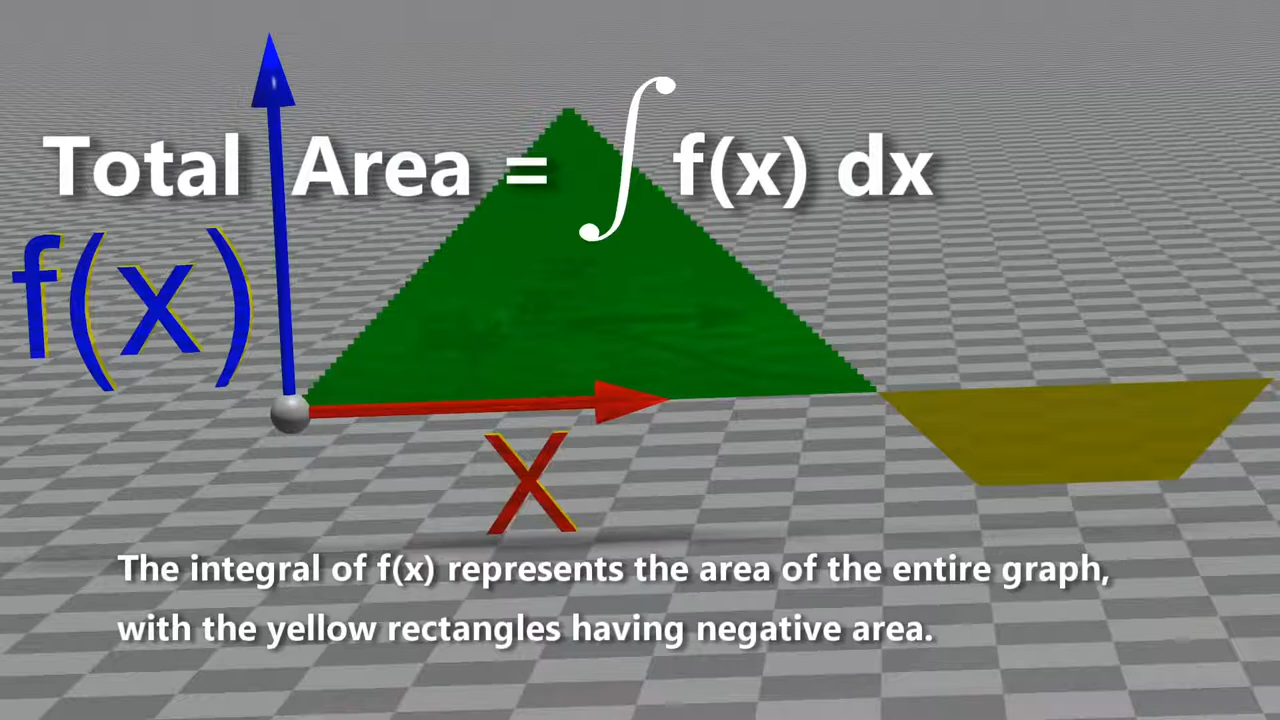 Total Area = ∫ f(x) dx
f(x)
X
The integral of f(x) represents the area of the entire graph,
with the yellow rectangles having negative area.